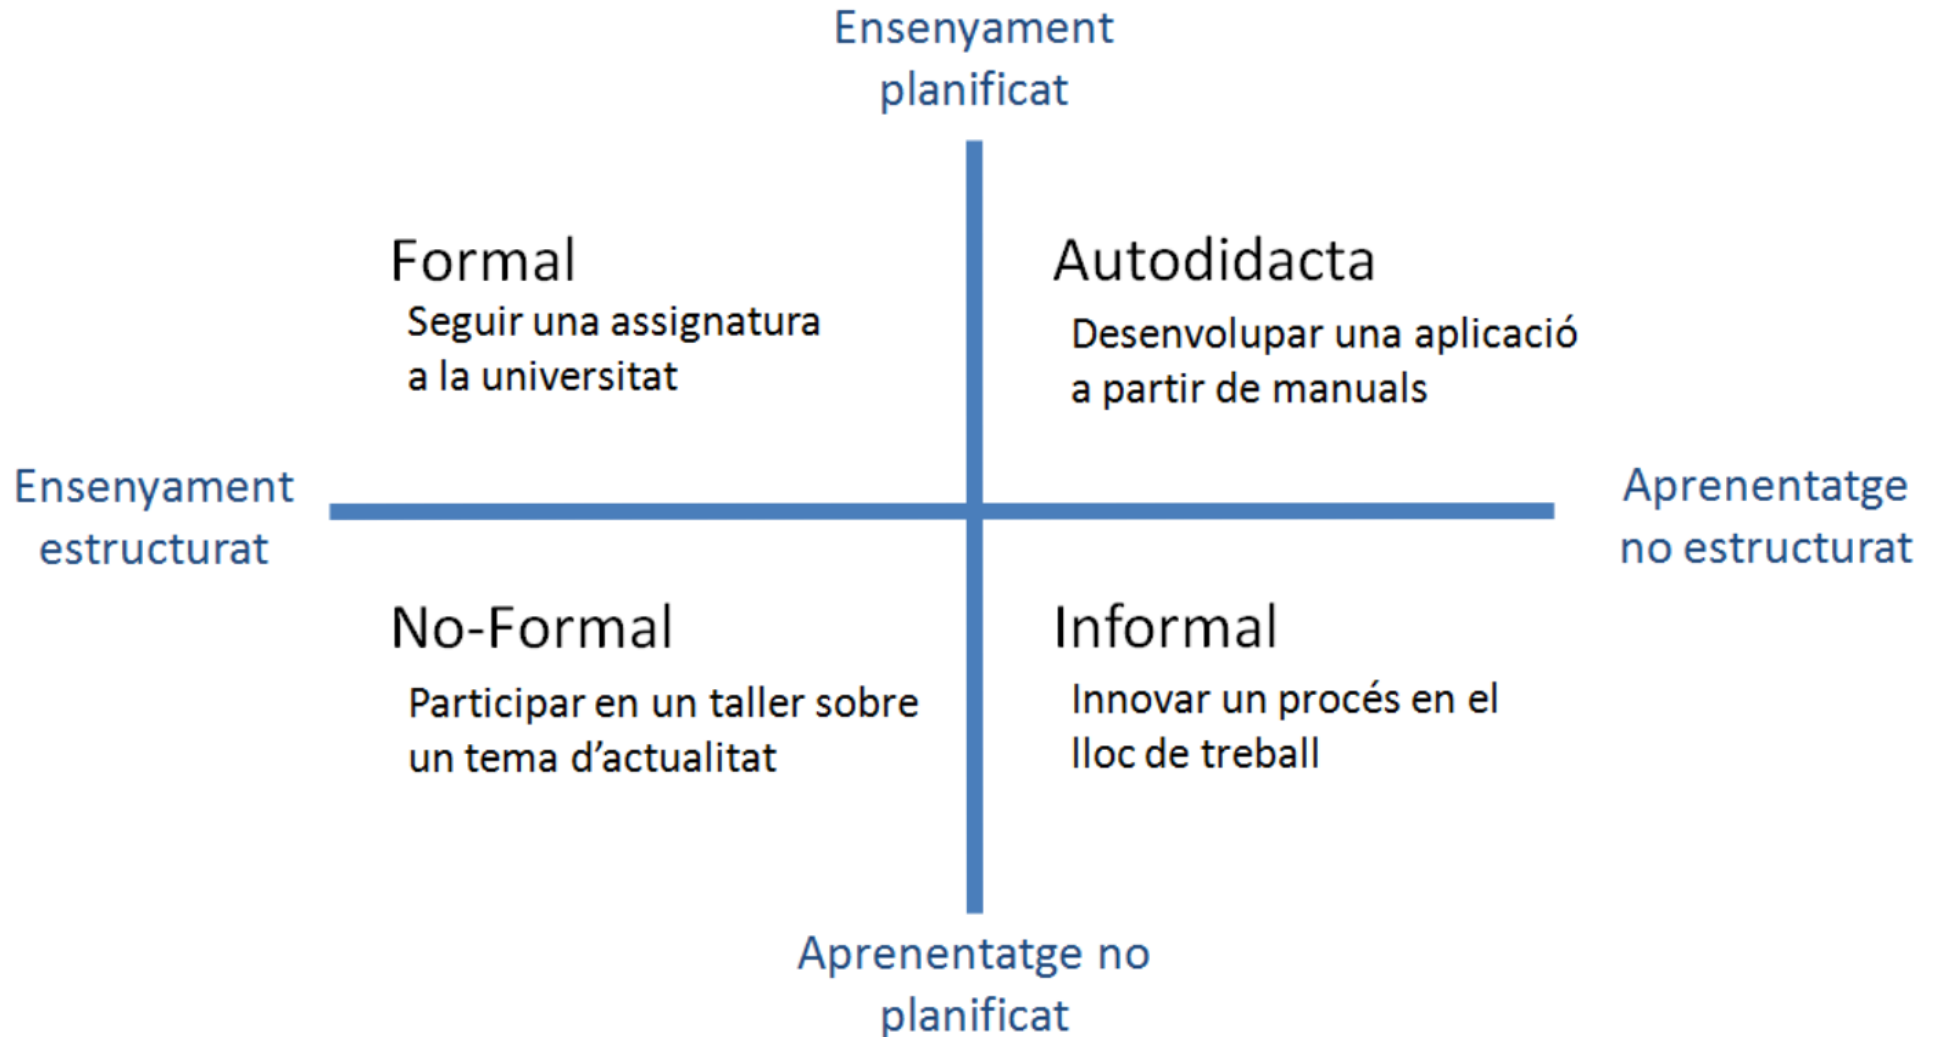 Ensenyament
planificat
Formal
Seguir una assignatura
a la universitat
Autodidacta
Desenvolupar una aplicació
a partir de manuals
Ensenyament
estructurat
Aprenentatge
no estructurat
No-Formal
Participar en un taller sobre
un tema d’actualitat
Informal
Innovar un procés en el
lloc de treball
Aprenentatge no
planificat